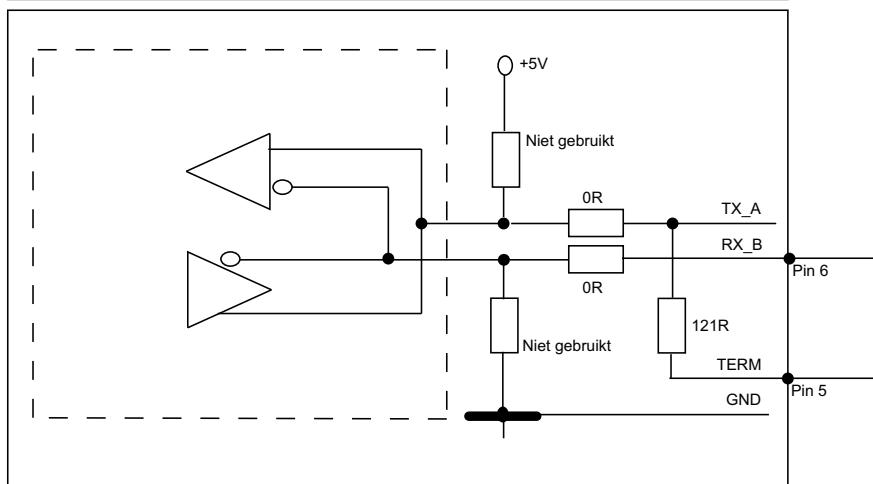 +5V
Niet gebruikt
0R
TX_A
RX_B
Pin 6
0R
121R
Niet gebruikt
TERM
Pin 5
GND